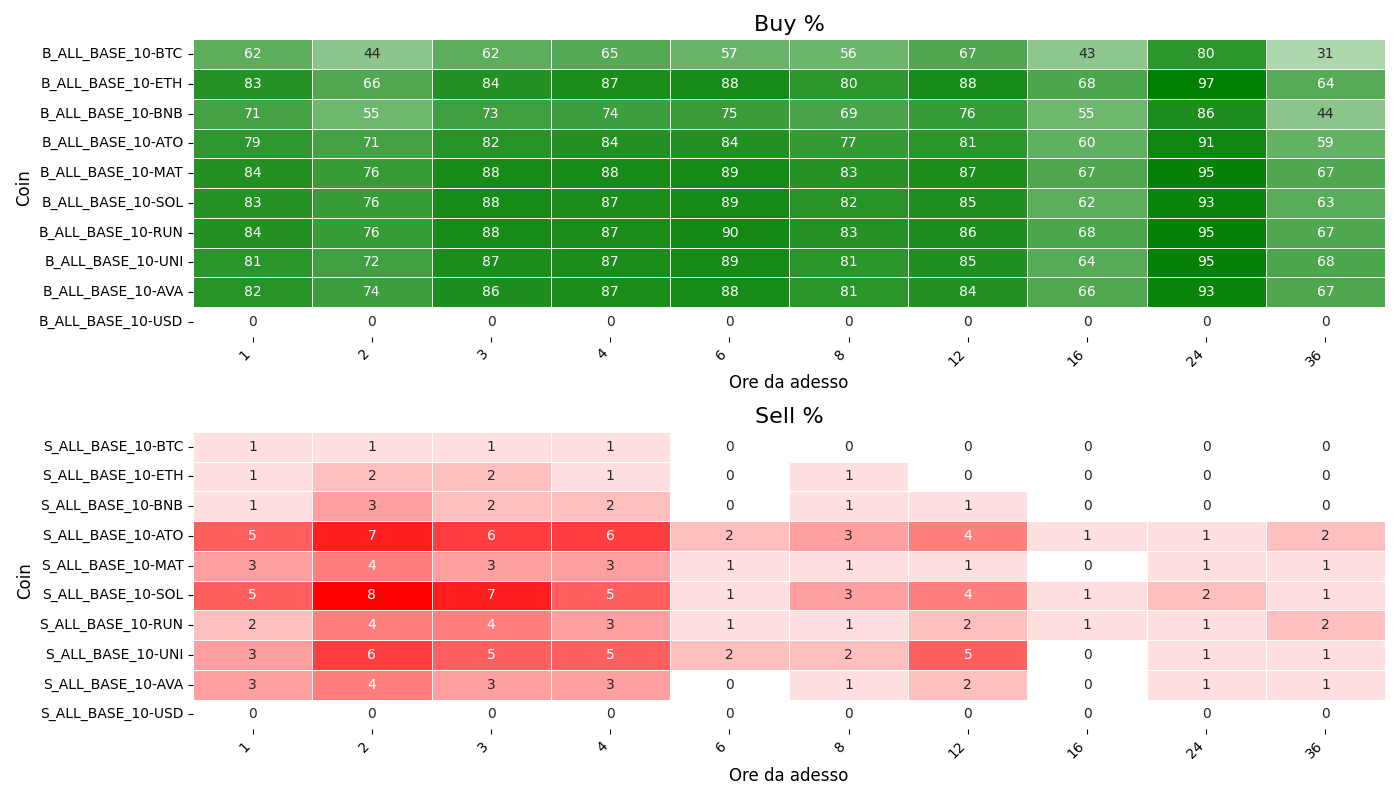 Buy %
Coin
B_ALL_BASE_10-BTC 62 44 62 65 57 56 67 43 80 31
B_ALL_BASE_10-ETH 83 66 84 87 88 80 88 68 97 64
B_ALL_BASE_10-BNB 71 55 73 74 75 69 76 55 86 44
B_ALL_BASE_10-ATO 79 71 82 84 84 77 81 60 91 59
B_ALL_BASE_10-MAT 84 76 88 88 89 83 87 67 95 67
B_ALL_BASE_10-SOL 83 76 88 87 89 82 85 62 93 63
B_ALL_BASE_10-RUN 84 76 88 87 90 83 86 68 95 67
B_ALL_BASE_10-UNI 81 72 87 87 89 81 85 64 95 68
B_ALL_BASE_10-AVA 82 74 86 87 88 81 84 66 93 67
B_ALL_BASE_10-USD 0 0 0 0 0 0 0 0 0 0
1 2 3 4 6 8 12 16 24 36
Ore da adesso
Sell %
Coin
S_ALL_BASE_10-BTC 1 1 1 1 0 0 0 0 0 0
S_ALL_BASE_10-ETH 1 2 2 1 0 1 0 0 0 0
S_ALL_BASE_10-BNB 1 3 2 2 0 1 1 0 0 0
S_ALL_BASE_10-ATO 5 7 6 6 2 3 4 1 1 2
S_ALL_BASE_10-MAT 3 4 3 3 1 1 1 0 1 1
S_ALL_BASE_10-SOL 5 8 7 5 1 3 4 1 2 1
S_ALL_BASE_10-RUN 2 4 4 3 1 1 2 1 1 2
S_ALL_BASE_10-UNI 3 6 5 5 2 2 5 0 1 1
S_ALL_BASE_10-AVA 3 4 3 3 0 1 2 0 1 1
S_ALL_BASE_10-USD 0 0 0 0 0 0 0 0 0 0
1 2 3 4 6 8 12 16 24 36
Ore da adesso